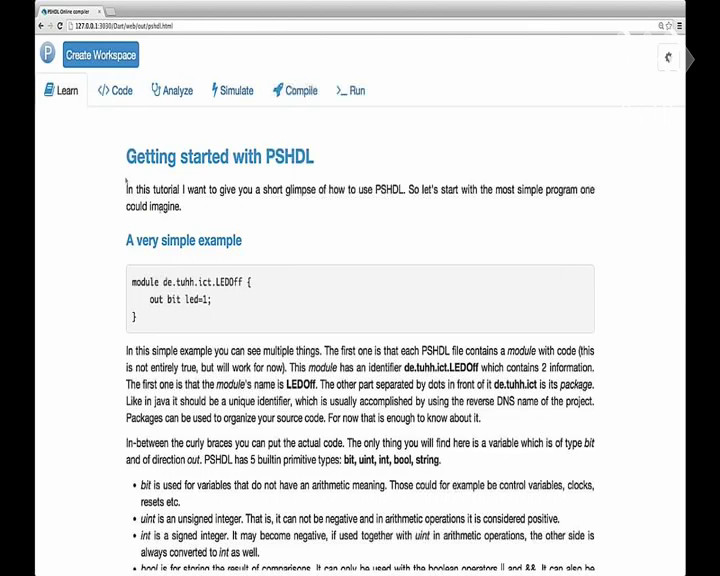 PSHDL Online compiler
127.0.0.1:3030/Dart/web/out/pshdl.html
P Create Workspace
Learn </> Code Analyze Simulate Compile >_ Run
Getting started with PSHDL
In this tutorial I want to give you a short glimpse of how to use PSHDL. So let's start with the most simple program one
could imagine.
A very simple example
module de.tuhh.ict.LEDOff {
out bit led=1;
}
In this simple example you can see multiple things. The first one is that each PSHDL file contains a module with code (this
is not entirely true, but will work for now). This module has an identifier de.tuhh.ict.LEDOff which contains 2 information.
The first one is that the module's name is LEDOff. The other part separated by dots in front of it de.tuhh.ict is its package.
Like in java it should be a unique identifier, which is usually accomplished by using the reverse DNS name of the project.
Packages can be used to organize your source code. For now that is enough to know about it.
In-between the curly braces you can put the actual code. The only thing you will find here is a variable which is of type bit
and of direction out. PSHDL has 5 builtin primitive types: bit, uint, int, bool, string.
• bit is used for variables that do not have an arithmetic meaning. Those could for example be control variables, clocks,
resets etc.
• uint is an unsigned integer. That is, it can not be negative and in arithmetic operations it is considered positive.
• int is a signed integer. It may become negative, if used together with uint in arithmetic operations, the other side is
always converted to int as well.
• bool is for storing the result of comparisons. It can only be used with the boolean operators || and &&. It can also be